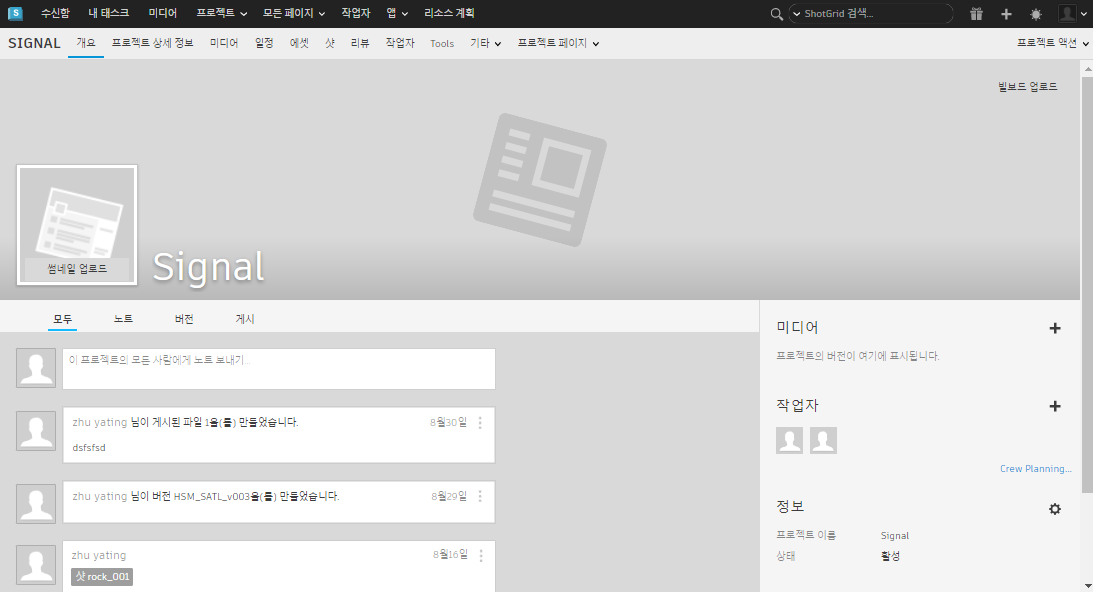 S 수신함 내 태스크 미디어 프로젝트 모든 페이지 작업자 앱 리소스 계획 ShotGrid 검색...
SIGNAL 개요 프로젝트 상세 정보 미디어 일정 에셋 샷 리뷰 작업자 Tools 기타 프로젝트 페이지 프로젝트 액션
빌보드 업로드
썸네일 업로드
Signal
모두 노트 버전 게시
이 프로젝트의 모든 사람에게 노트 보내기...
zhu yating 님이 게시된 파일 1을(를) 만들었습니다. 8월30일
dsfsfsd
zhu yating 님이 버전 HSM_SATL_v003을(를) 만들었습니다. 8월29일
zhu yating 8월16일
샷 rock_001
미디어
프로젝트의 버전이 여기에 표시됩니다.
작업자
Crew Planning...
정보
프로젝트 이름 Signal
상태 활성